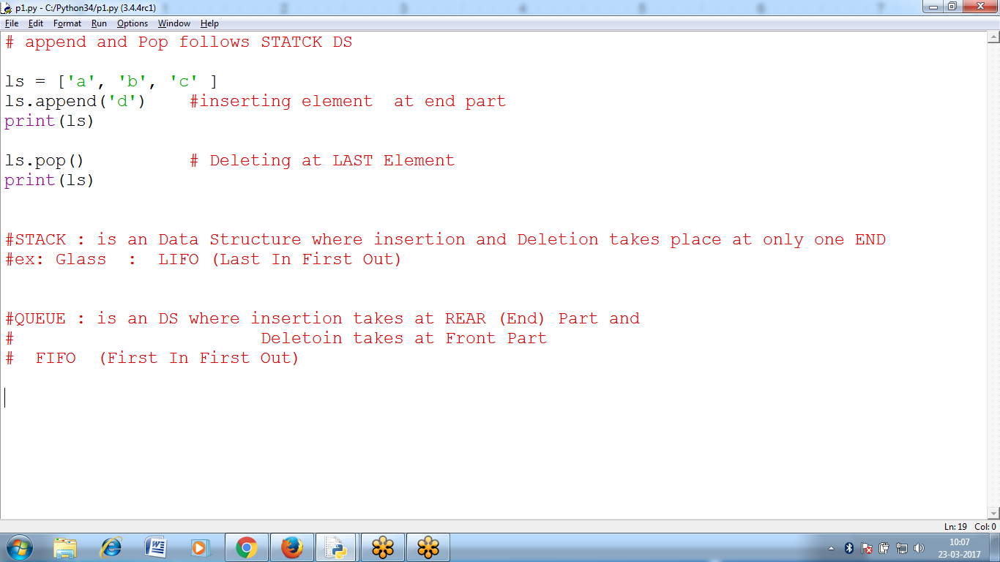 p1.py - C:/Python34/p1.py (3.4.4rc1)
File Edit Format Run Options Window Help
# append and Pop follows STATCK DS
ls = ['a', 'b', 'c' ]
ls.append('d')    #inserting element  at end part
print(ls)
ls.pop()          # Deleting at LAST Element
print(ls)
#STACK : is an Data Structure where insertion and Deletion takes place at only one END
#ex: Glass  :  LIFO (Last In First Out)
#QUEUE : is an DS where insertion takes at REAR (End) Part and
#                        Deletoin takes at Front Part
#  FIFO  (First In First Out)
Ln: 19 Col: 0
10:07
23-03-2017